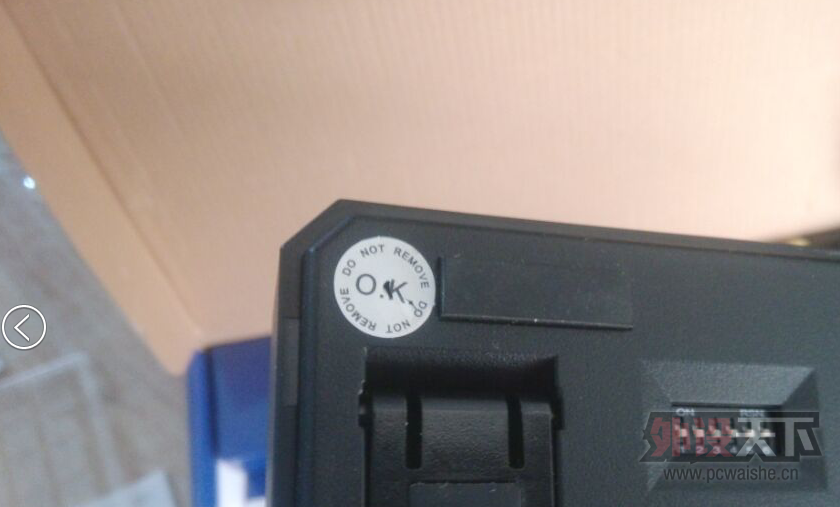 DO NOT REMOVE DO NOT REMOVE
O.K
ON
外设天下
www.pcwaishe.cn